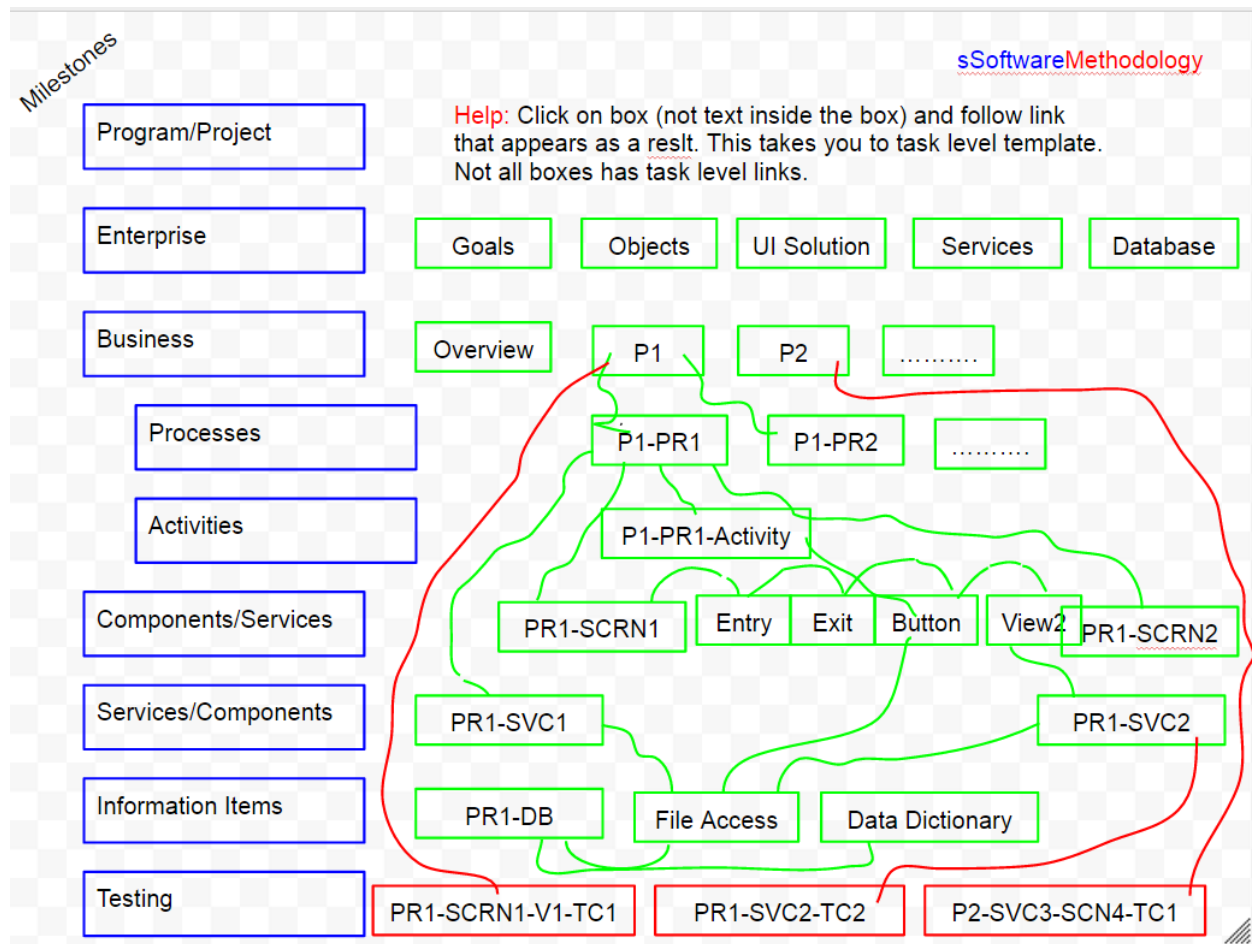 Milestones
sSoftwareMethodology
Program/Project
Help: Click on box (not text inside the box) and follow link
that appears as a reslt. This takes you to task level template.
Not all boxes has task level links.
Enterprise
Goals
Objects
UI Solution
Services
Database
Business
Overview
P1
P2
……….
Processes
P1-PR1
P1-PR2
……….
Activities
P1-PR1-Activity
Components/Services
PR1-SCRN1
Entry
Exit
Button
View2
PR1-SCRN2
Services/Components
PR1-SVC1
PR1-SVC2
Information Items
PR1-DB
File Access
Data Dictionary
Testing
PR1-SCRN1-V1-TC1
PR1-SVC2-TC2
P2-SVC3-SCN4-TC1